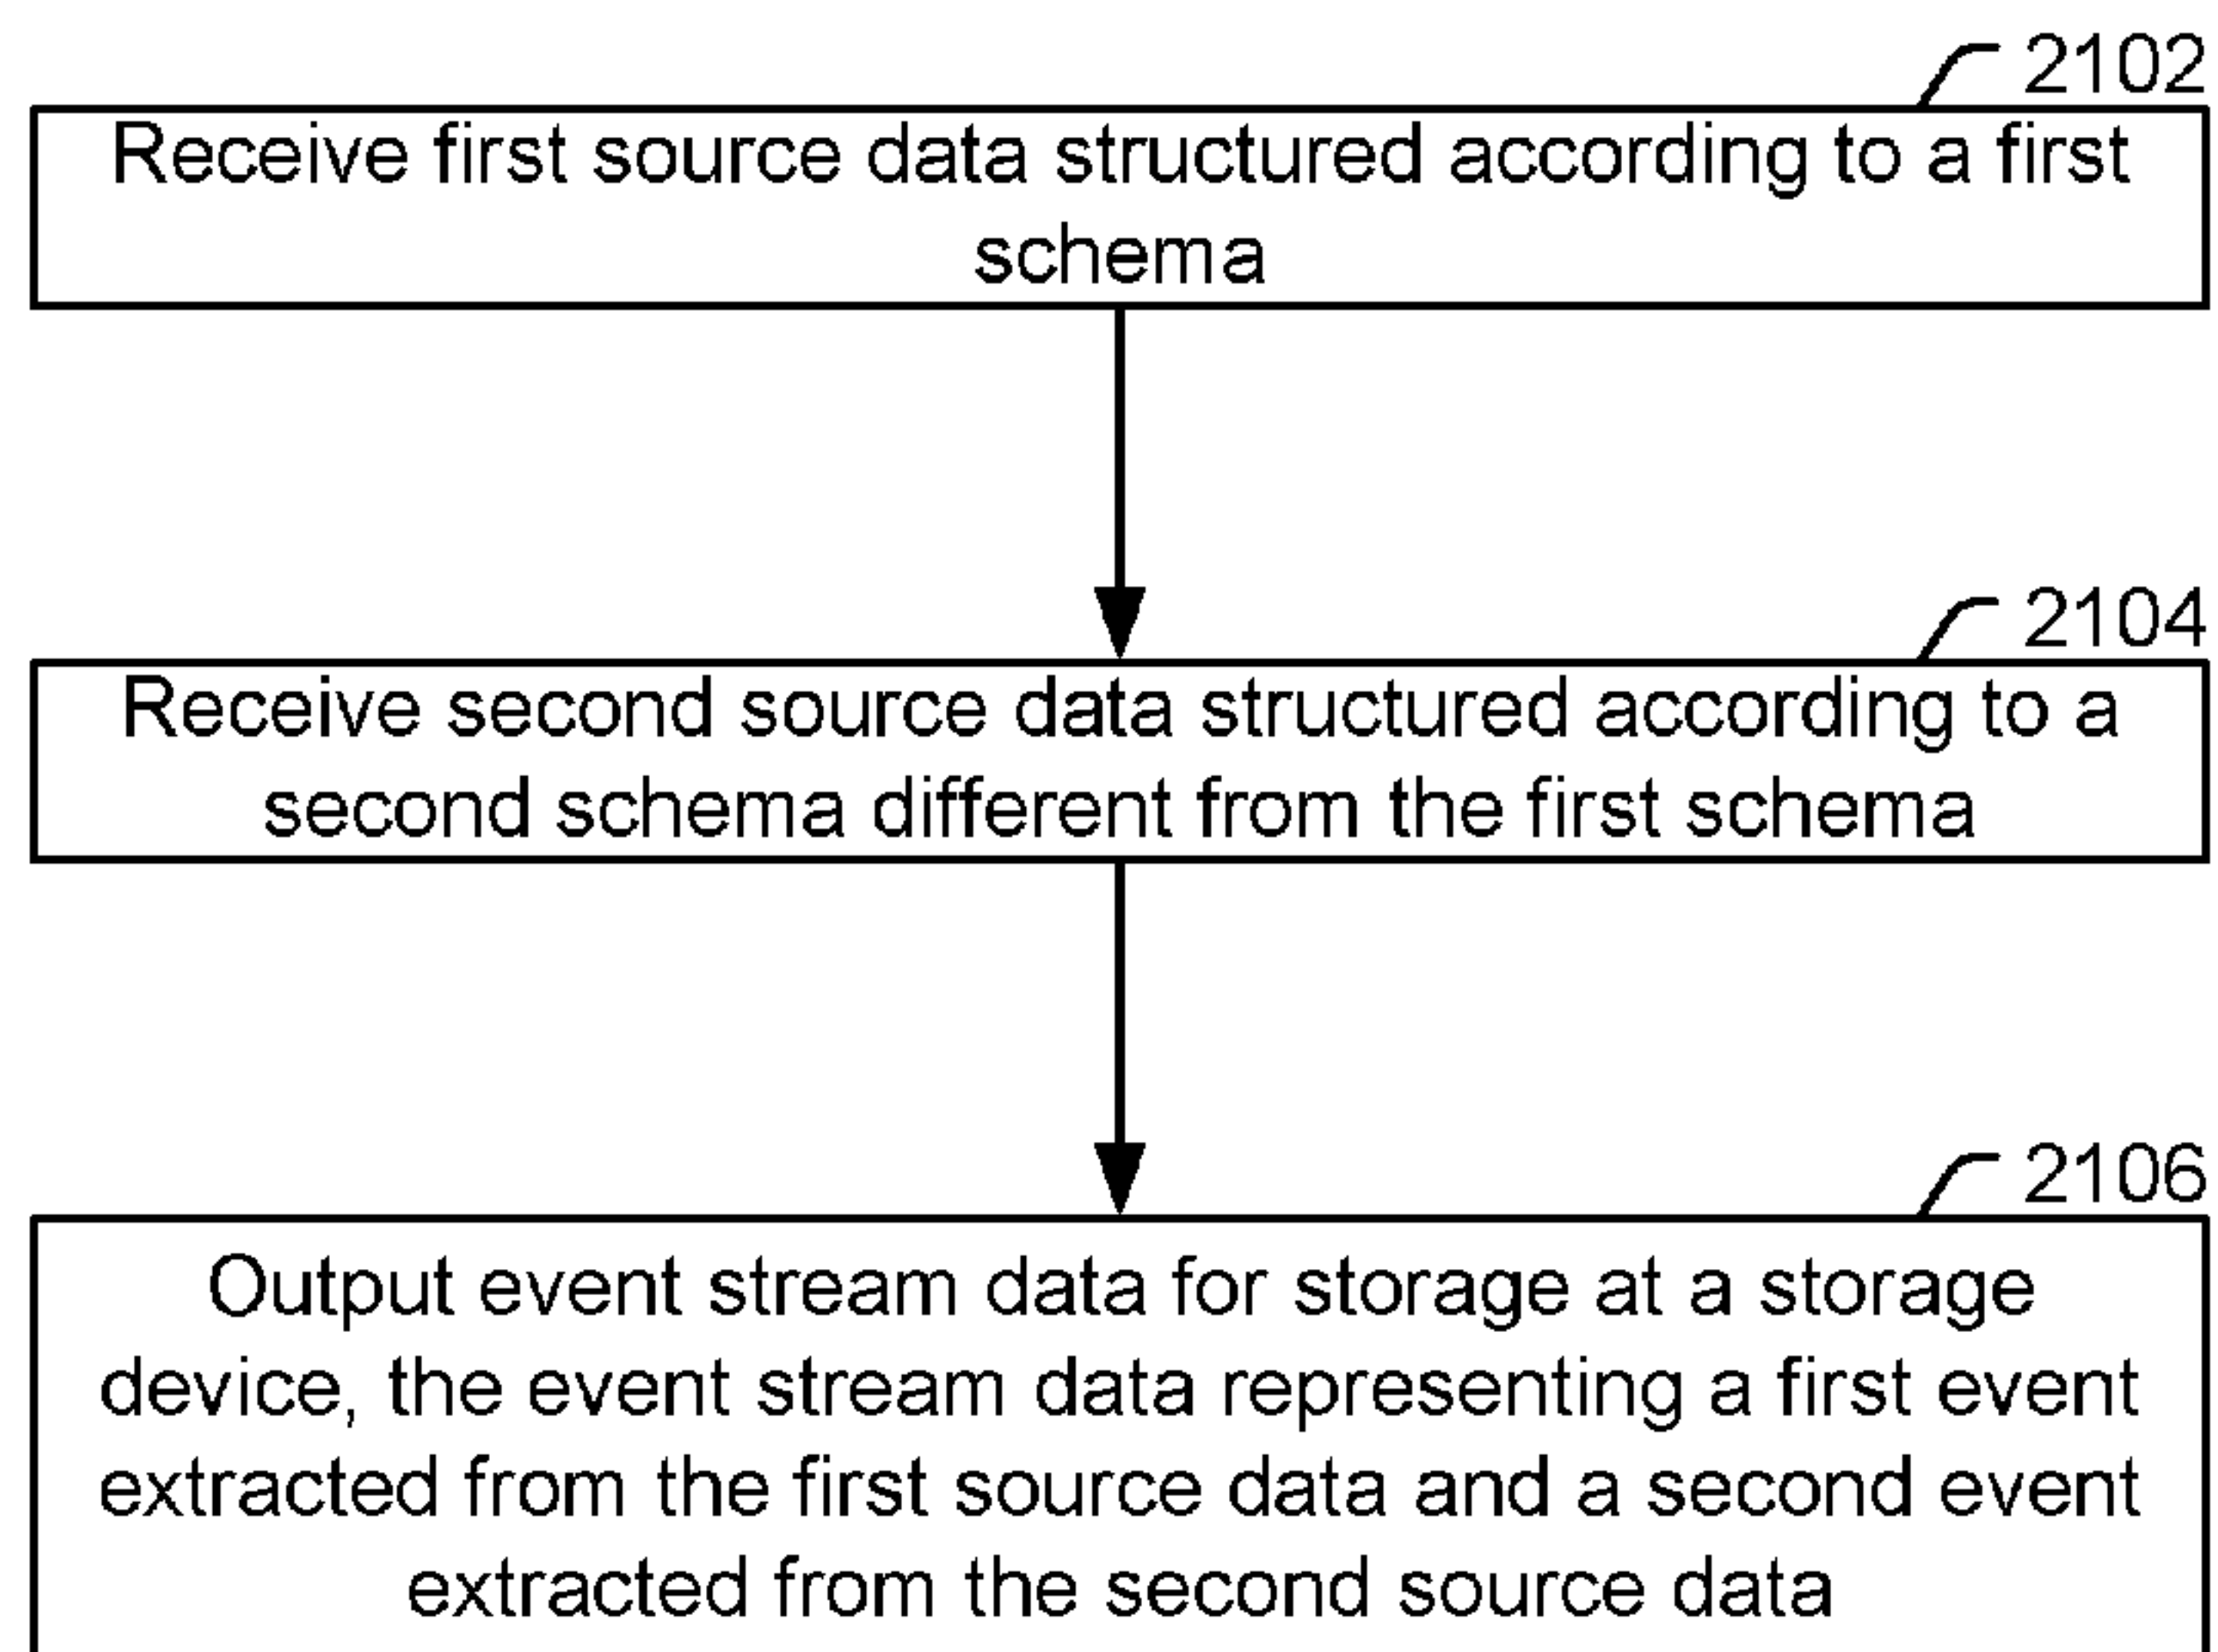 2102
Receive first source data structured according to a first
schema
2104
Receive second source data structured according to a
second schema different from the first schema
2106
Output event stream data for storage at a storage
device, the event stream data representing a first event
extracted from the first source data and a second event
extracted from the second source data